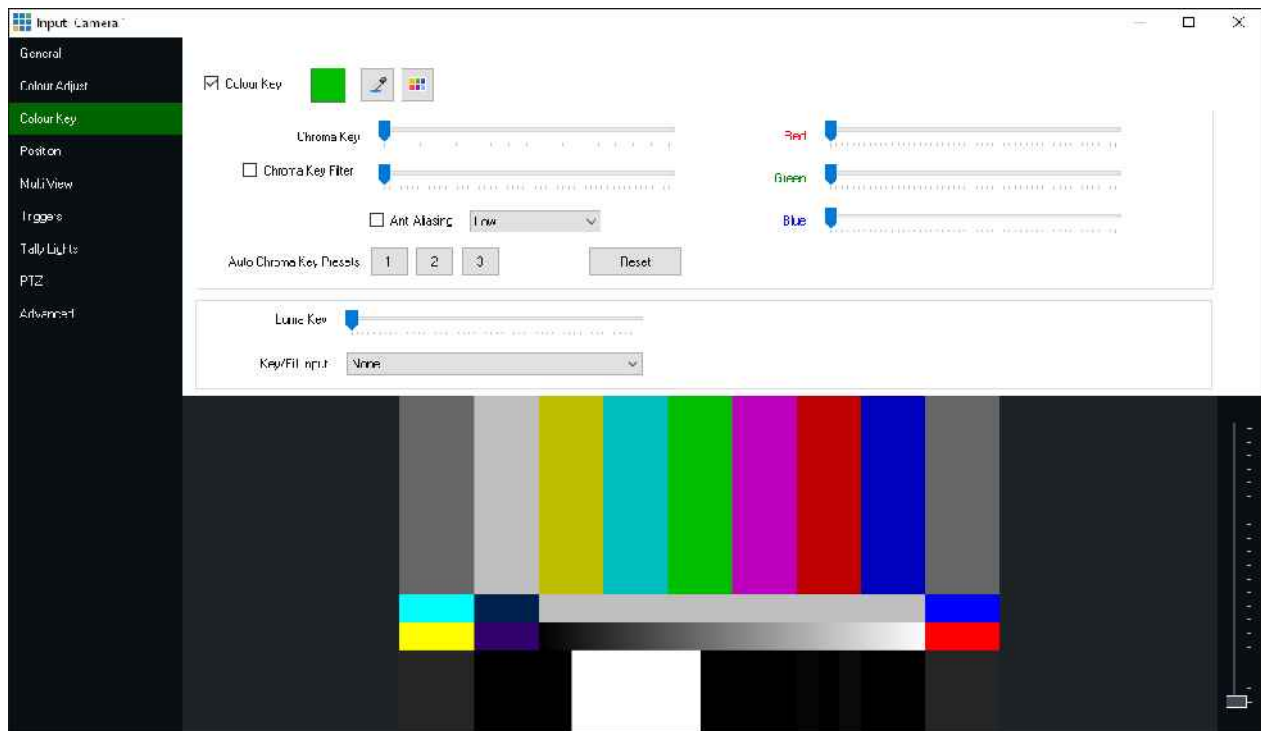 Input Camera
General
Colour Adjust
Colour Key
Position
MultiView
Triggers
Tally Lights
PTZ
Advanced
Colour Key
Chroma Key
Chroma Key Filter
Anti Aliasing Low
Auto Chroma Key Presets 1 2 3 Reset
Red
Green
Blue
Luma Key
Key/Fill Input None